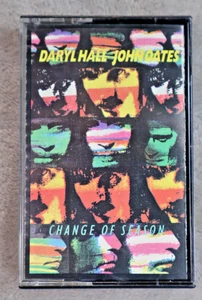 DARYL HALL JOHN OATES
CHANGE OF SEASON